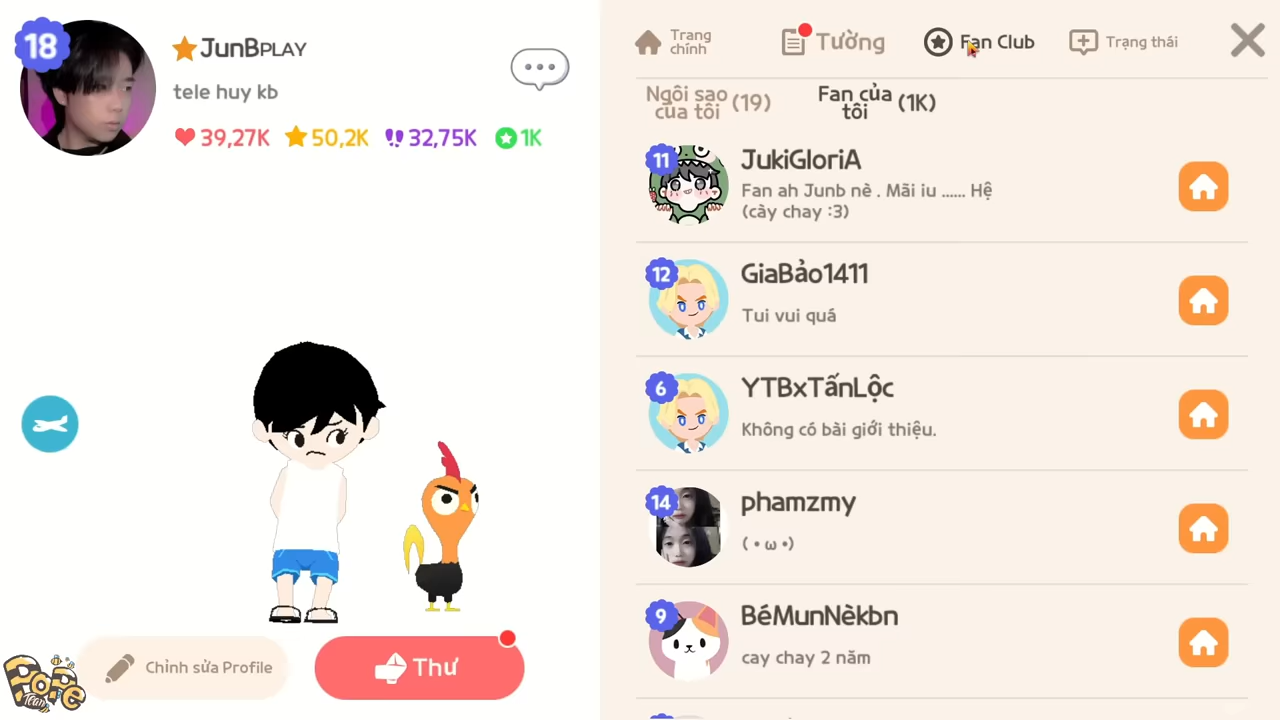 18
JunBPLAY
tele huy kb
39,27K
50,2K
32,75K
1K
Chỉnh sửa Profile
Thư
PoPe
Team
Trang chính
Tường
Fan Club
Trạng thái
Ngôi sao của tôi (19)
Fan của tôi (1K)
11
JukiGloriA
Fan ah Junb nè . Mãi iu ...... Hệ
(cày chay :3)
12
GiaBảo1411
Tui vui quá
6
YTBxTấnLộc
Không có bài giới thiệu.
14
phamzmy
( • ω •)
9
BéMunNèkbn
cay chay 2 năm